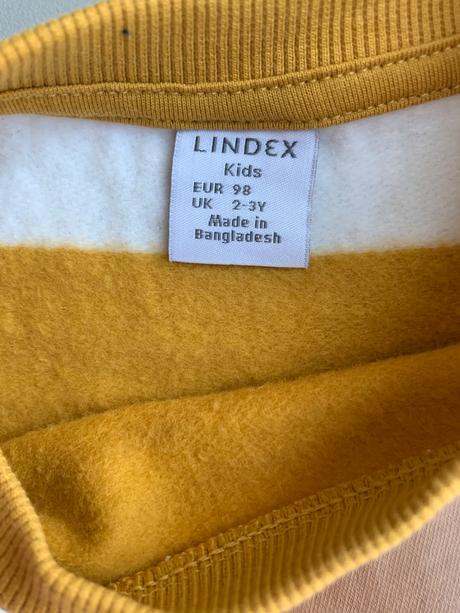 LINDEX
Kids
EUR 98
UK 2-3Y
Made in
Bangladesh